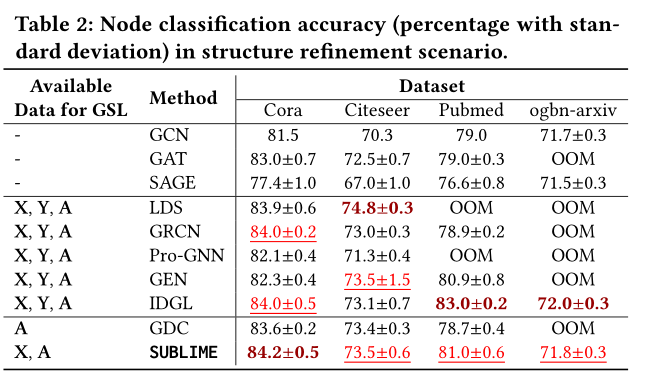 Table 2: Node classification accuracy (percentage with stan-
dard deviation) in structure refinement scenario.
Available Data for GSL Method Dataset
Cora Citeseer Pubmed ogbn-arxiv
- GCN 81.5 70.3 79.0 71.7±0.3
- GAT 83.0±0.7 72.5±0.7 79.0±0.3 OOM
- SAGE 77.4±1.0 67.0±1.0 76.6±0.8 71.5±0.3
X, Y, A LDS 83.9±0.6 74.8±0.3 OOM OOM
X, Y, A GRCN 84.0±0.2 73.0±0.3 78.9±0.2 OOM
X, Y, A Pro-GNN 82.1±0.4 71.3±0.4 OOM OOM
X, Y, A GEN 82.3±0.4 73.5±1.5 80.9±0.8 OOM
X, Y, A IDGL 84.0±0.5 73.1±0.7 83.0±0.2 72.0±0.3
A GDC 83.6±0.2 73.4±0.3 78.7±0.4 OOM
X, A SUBLIME 84.2±0.5 73.5±0.6 81.0±0.6 71.8±0.3